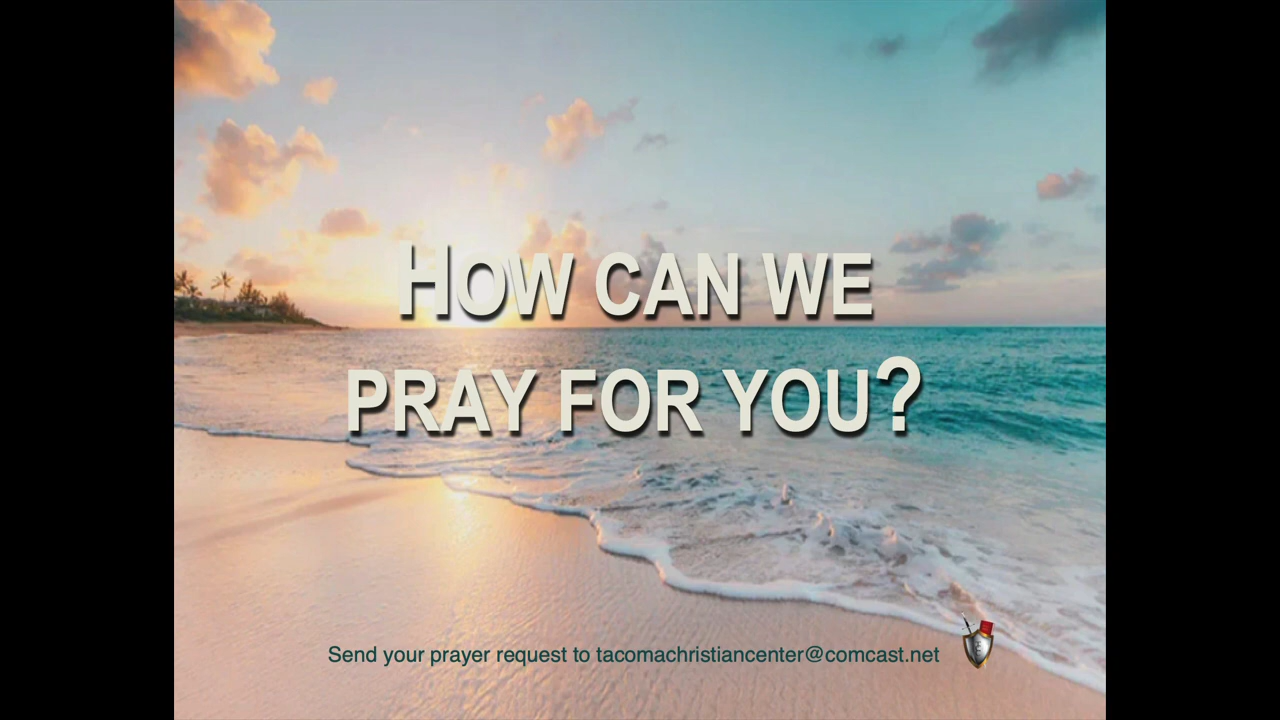 How can we
pray for you?
Send your prayer request to tacomachristiancenter@comcast.net